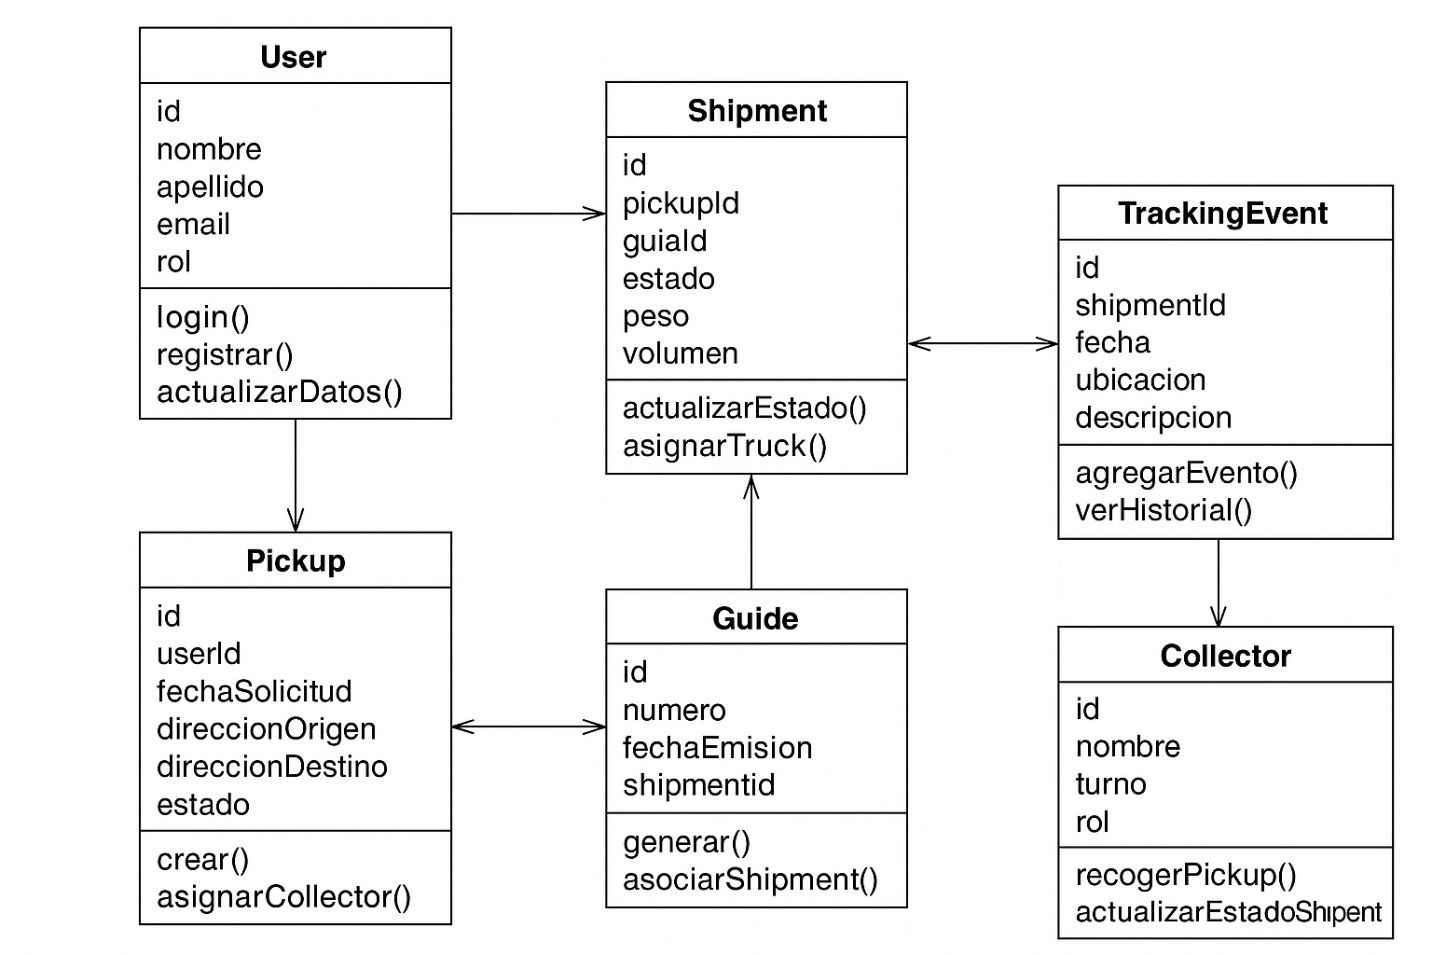 User
id
nombre
apellido
email
rol
login()
registrar()
actualizarDatos()
Shipment
id
pickupId
guiaId
estado
peso
volumen
actualizarEstado()
asignarTruck()
TrackingEvent
id
shipmentId
fecha
ubicacion
descripcion
agregarEvento()
verHistorial()
Pickup
id
userId
fechaSolicitud
direccionOrigen
direccionDestino
estado
crear()
asignarCollector()
Guide
id
numero
fechaEmision
shipmentid
generar()
asociarShipment()
Collector
id
nombre
turno
rol
recogerPickup()
actualizarEstadoShıpent